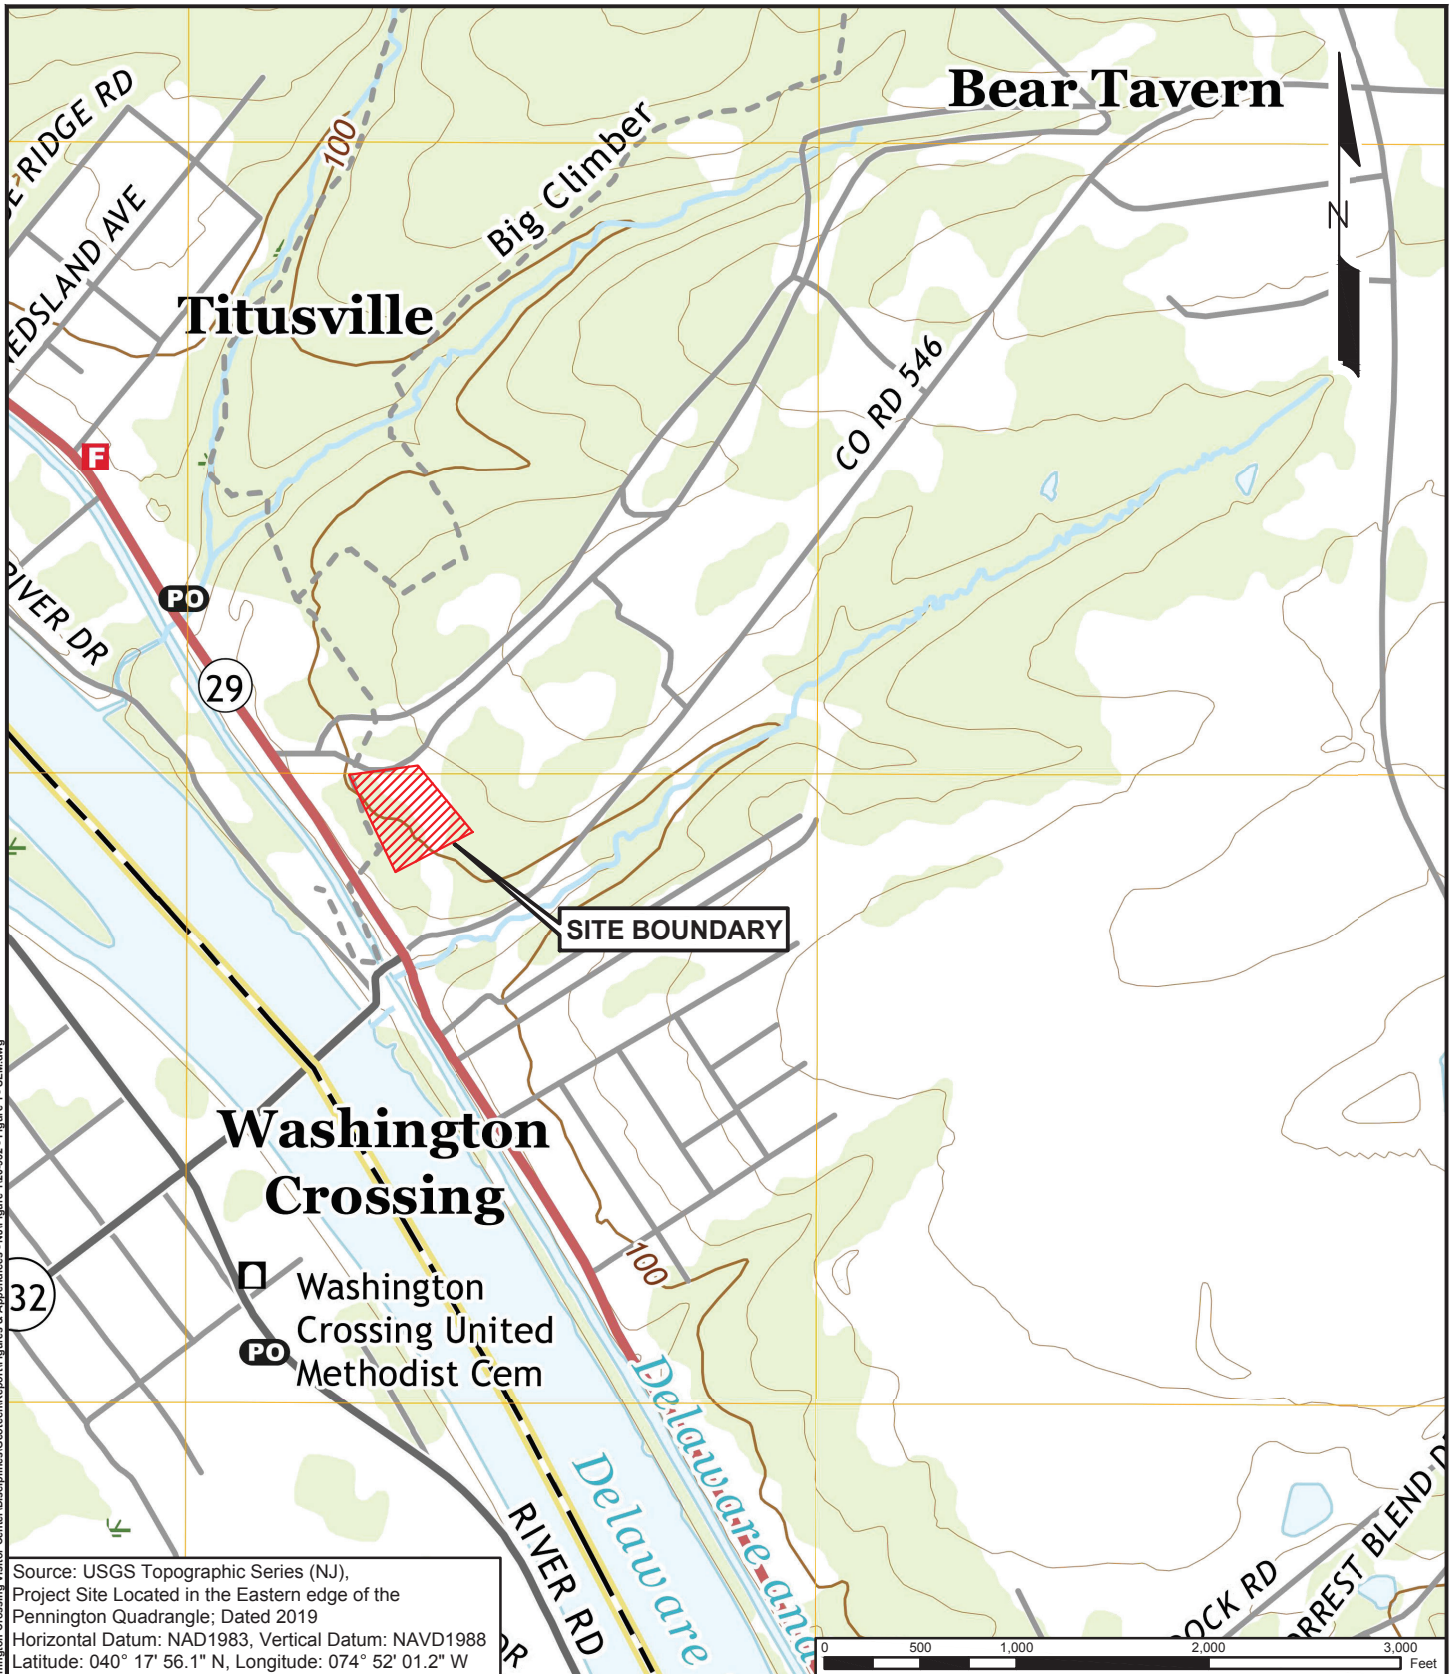 Bear Tavern
RIDGE RD
100
Big Climber
N
EDSLAND AVE
Titusville
CO RD 546
F
PO
RIVER DR
29
SITE BOUNDARY
Washington
Crossing
100
32
Washington
Crossing United
Methodist Cem
PO
Delaware and
Delaware
RIVER RD
OCK RD
RREST BLEND D
DR
Source: USGS Topographic Series (NJ),
Project Site Located in the Eastern edge of the
Pennington Quadrangle; Dated 2019
Horizontal Datum: NAD1983, Vertical Datum: NAVD1988
Latitude: 040° 17' 56.1" N, Longitude: 074° 52' 01.2" W
0 500 1,000 2,000 3,000
Feet